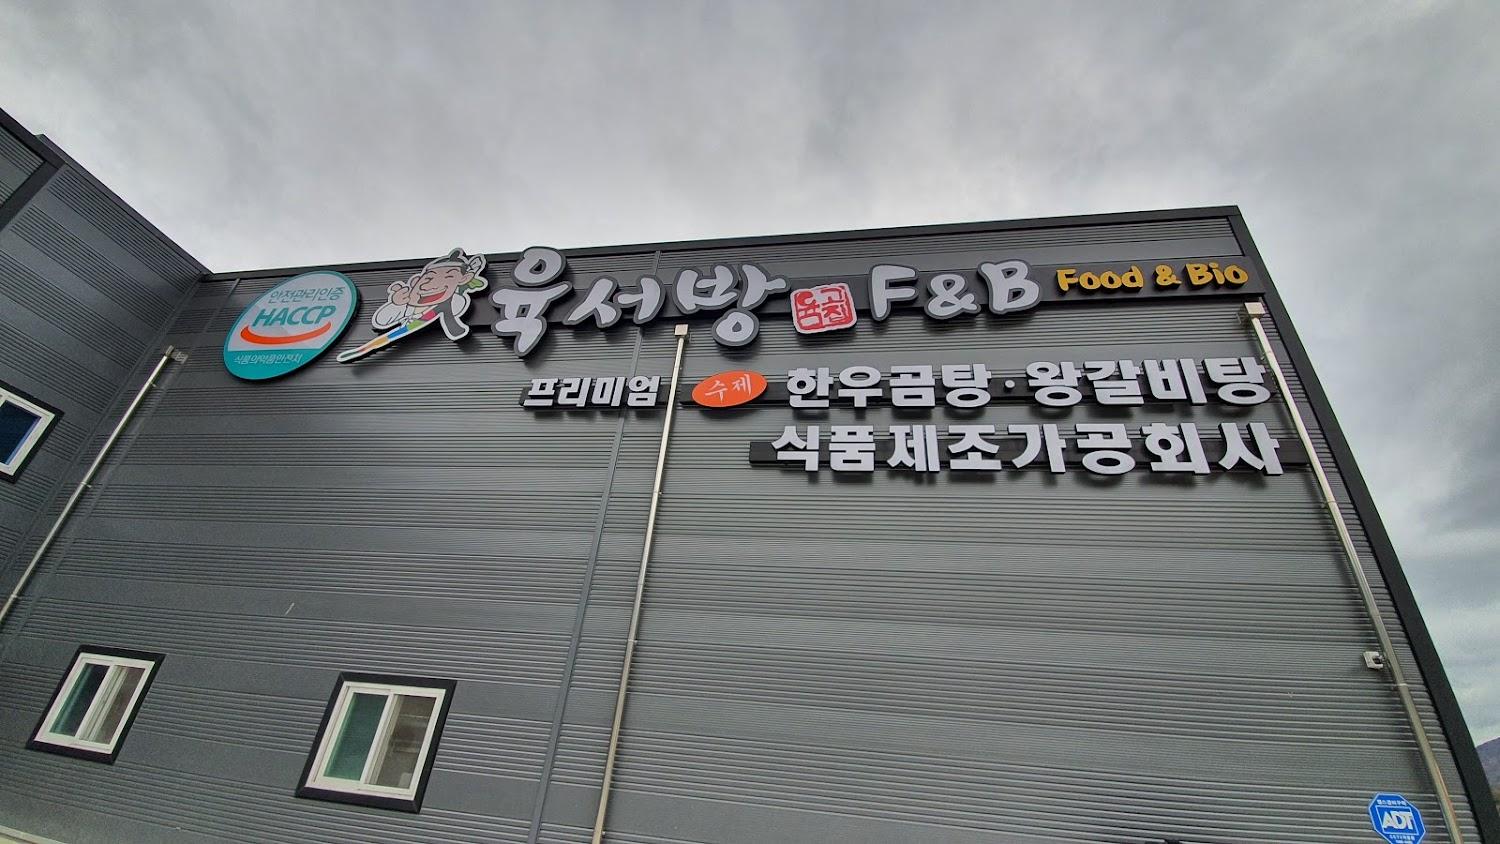 안전관리인증
HACCP
식품의약품안전처
육서방 F&B Food & Bio
프리미엄 수제 한우곰탕·왕갈비탕
식품제조가공회사
ADT